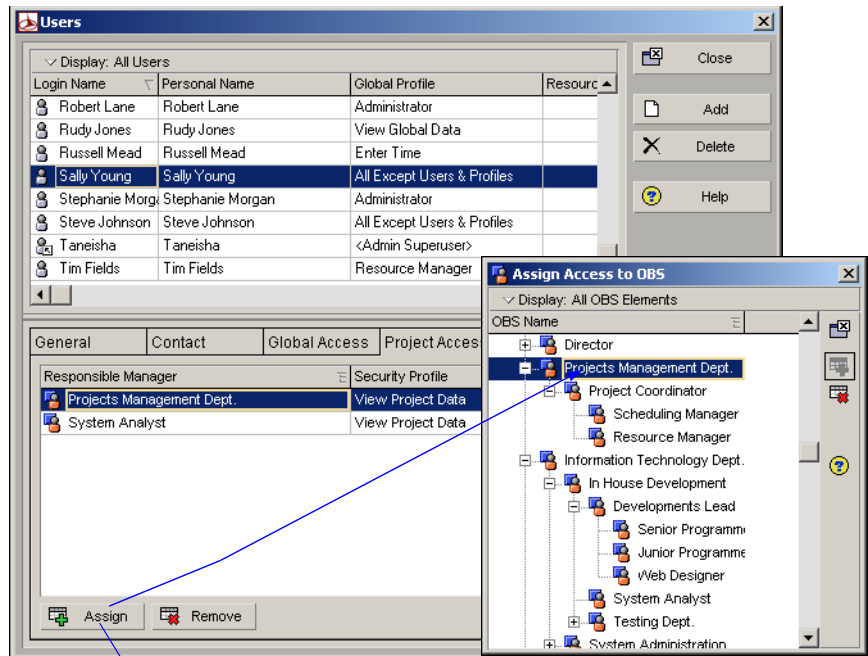 Users
Display: All Users
Login Name Personal Name Global Profile Resourc
Robert Lane Robert Lane Administrator
Rudy Jones Rudy Jones View Global Data
Russell Mead Russell Mead Enter Time
Sally Young Sally Young All Except Users & Profiles
Stephanie Morg Stephanie Morgan Administrator
Steve Johnson Steve Johnson All Except Users & Profiles
Taneisha Taneisha <Admin Superuser>
Tim Fields Tim Fields Resource Manager
Close
Add
Delete
Help
General Contact Global Access Project Access
Responsible Manager Security Profile
Projects Management Dept. View Project Data
System Analyst View Project Data
Assign Remove
Assign Access to OBS
Display: All OBS Elements
OBS Name
Director
Projects Management Dept.
Project Coordinator
Scheduling Manager
Resource Manager
Information Technology Dept.
In House Development
Developments Lead
Senior Programm
Junior Programme
Web Designer
System Analyst
Testing Dept.
System Administration